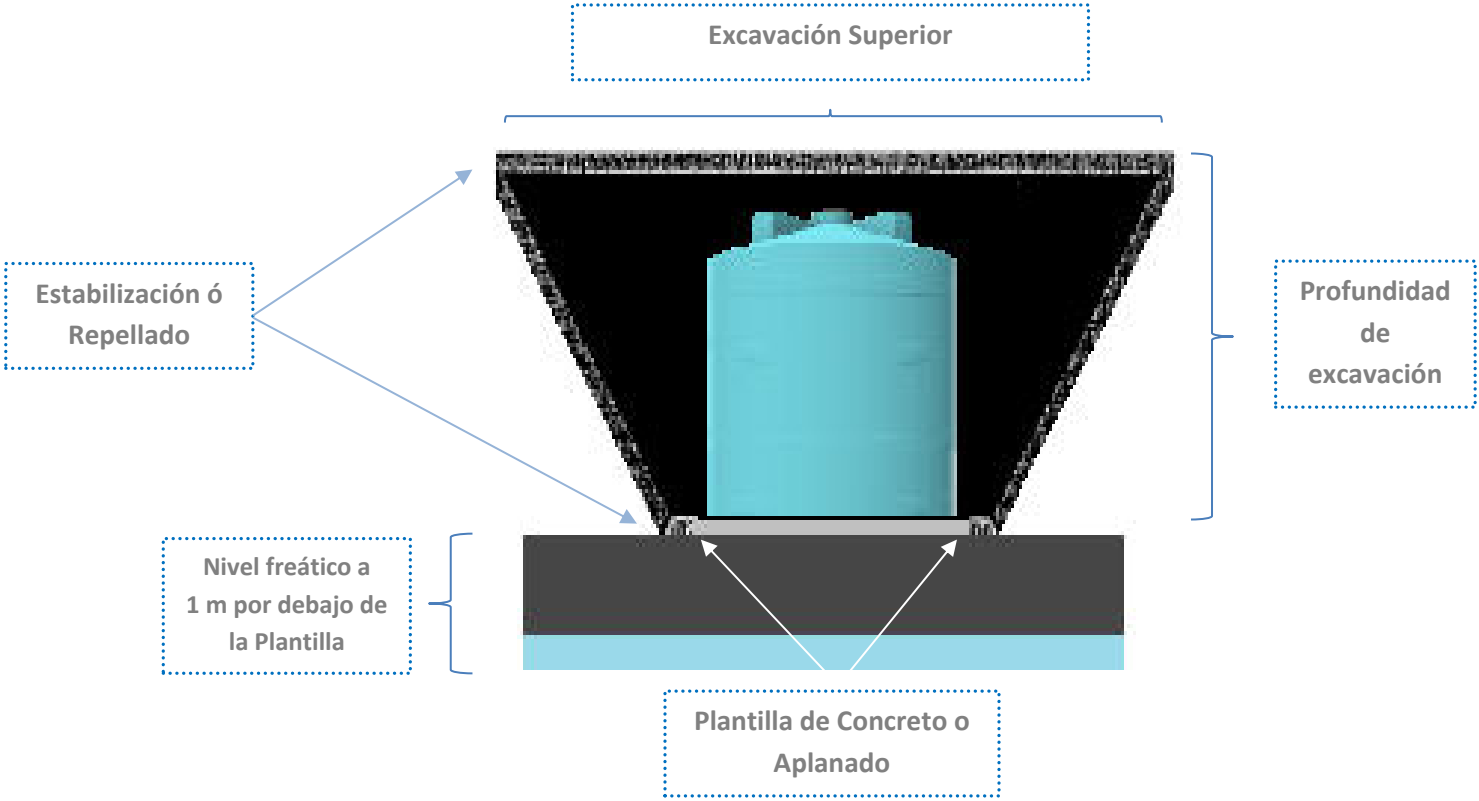 Excavación Superior
Estabilización ó
Repellado
Profundidad
de
excavación
Nivel freático a
1 m por debajo de
la Plantilla
Plantilla de Concreto o
Aplanado